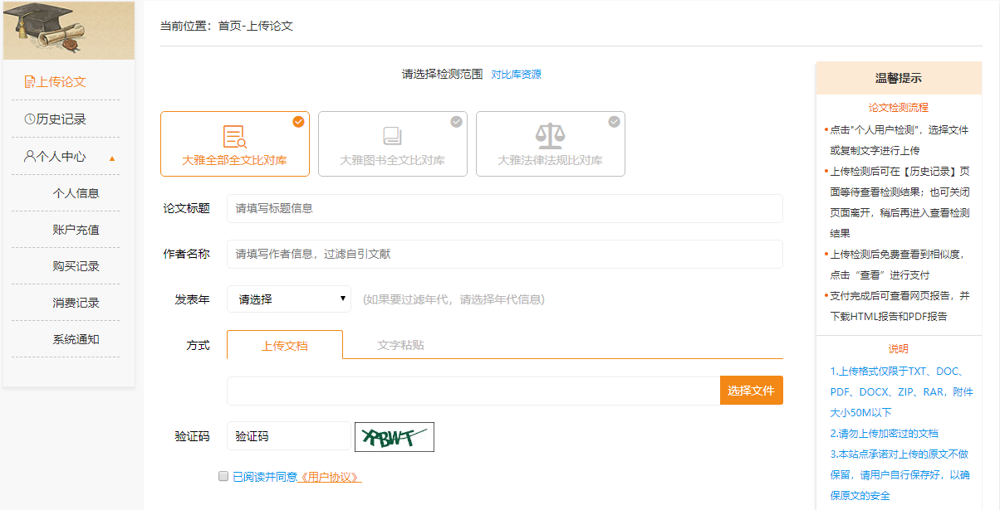 上传论文
历史记录
个人中心
个人信息
账户充值
购买记录
消费记录
系统通知
当前位置：首页-上传论文
请选择检测范围 对比库资源
大雅全部全文比对库 大雅图书全文比对库 大雅法律法规比对库
论文标题 请填写标题信息
作者名称 请填写作者信息，过滤自引文献
发表年 请选择 (如果要过滤年代，请选择年代信息)
方式 上传文档 文字粘贴
选择文件
验证码 验证码
已阅读并同意《用户协议》
温馨提示
论文检测流程
•点击"个人用户检测"，选择文件
或复制文字进行上传
•上传检测后可在【历史记录】页
面等待查看检测结果；也可关闭
页面离开，稍后再进入查看检测
结果
•上传检测后免费查看到相似度，
点击“查看”进行支付
•支付完成后可查看网页报告，并
下载HTML报告和PDF报告
说明
1.上传格式仅限于TXT、DOC、
PDF、DOCX、ZIP、RAR，附件
大小50M以下
2.请勿上传加密过的文档
3.本站点承诺对上传的原文不做
保留，请用户自行保存好，以确
保原文的安全